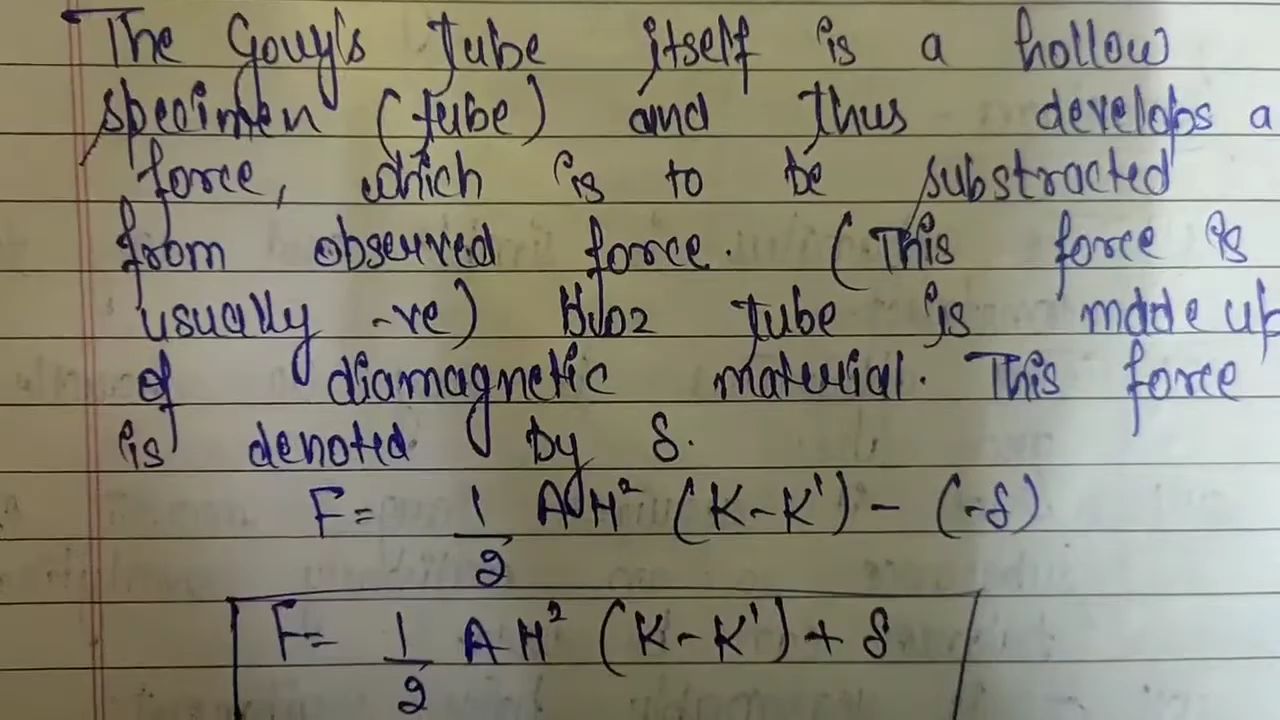 The Gouy's tube itself is a hollow
specimen (tube) and thus develops a
force, which is to be substracted
from observed force. (This force is
usually -ve) tube is made up
of diamagnetic material. This force
is denoted by δ.
F = 1/2 AH² (K-K') - (-δ)
F = 1/2 AH² (K-K') + δ